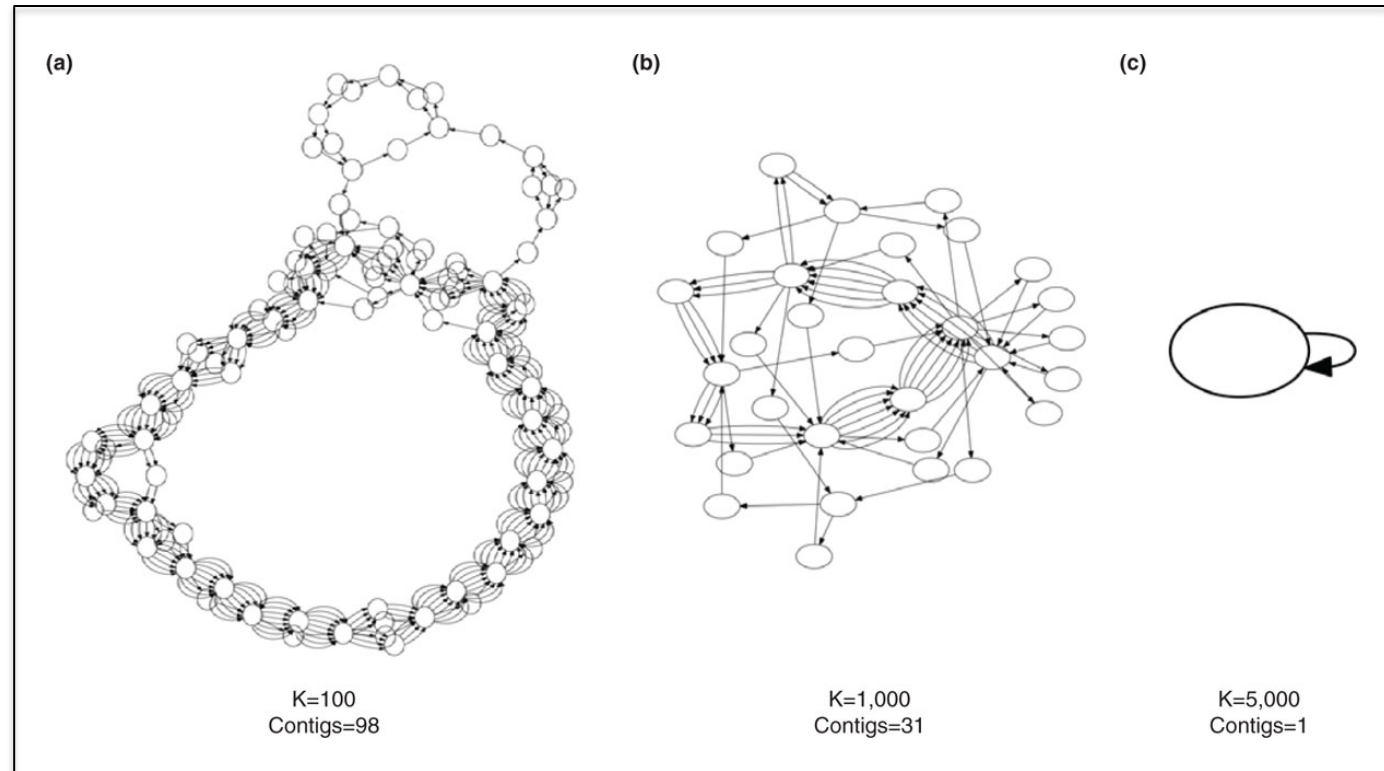 (a)
(b)
(c)
K=100
Contigs=98
K=1,000
Contigs=31
K=5,000
Contigs=1